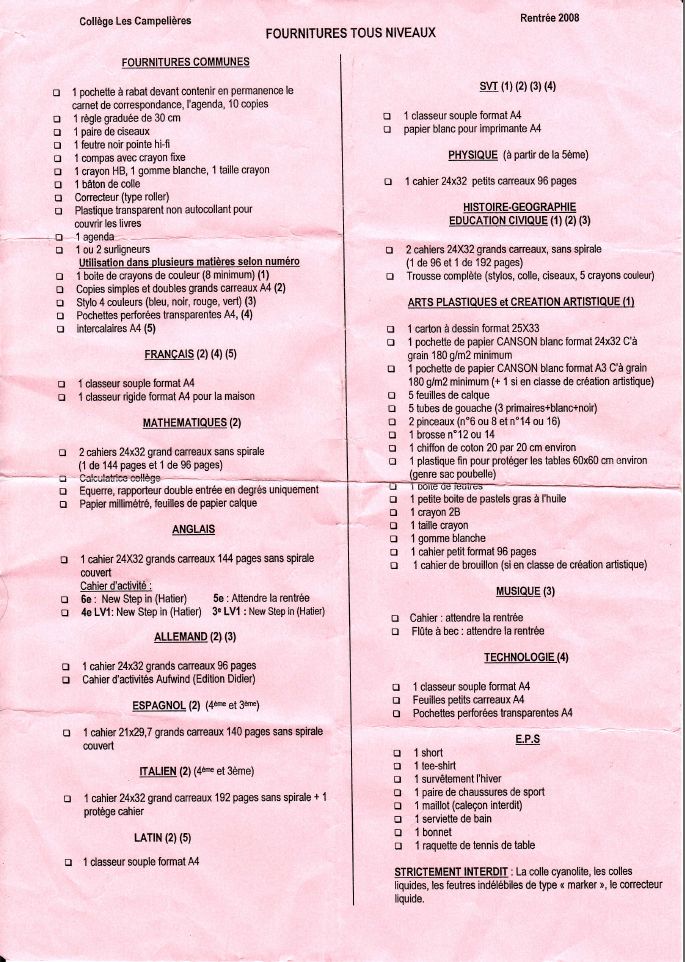 Collège Les Campelières
Rentrée 2008
FOURNITURES TOUS NIVEAUX
FOURNITURES COMMUNES
1 pochette à rabat devant contenir en permanence le
carnet de correspondance, l'agenda, 10 copies
1 règle graduée de 30 cm
1 paire de ciseaux
1 feutre noir pointe hi-fi
1 compas avec crayon fixe
1 crayon HB, 1 gomme blanche, 1 taille crayon
1 bâton de colle
Correcteur (type roller)
Plastique transparent non autocollant pour
couvrir les livres
1 agenda
1 ou 2 surligneurs
Utilisation dans plusieurs matières selon numéro
1 boite de crayons de couleur (8 minimum) (1)
Copies simples et doubles grands carreaux A4 (2)
Stylo 4 couleurs (bleu, noir, rouge, vert) (3)
Pochettes perforées transparentes A4, (4)
intercalaires A4 (5)
FRANÇAIS (2) (4) (5)
1 classeur souple format A4
1 classeur rigide format A4 pour la maison
MATHEMATIQUES (2)
2 cahiers 24x32 grand carreaux sans spirale
(1 de 144 pages et 1 de 96 pages)
Calculatrice collège
Equerre, rapporteur double entrée en degrés uniquement
Papier millimétré, feuilles de papier calque
ANGLAIS
1 cahier 24X32 grands carreaux 144 pages sans spirale
couvert
Cahier d'activité :
6e : New Step in (Hatier) 5e : Attendre la rentrée
4e LV1: New Step in (Hatier) 3e LV1 : New Step in (Hatier)
ALLEMAND (2) (3)
1 cahier 24x32 grands carreaux 96 pages
Cahier d'activités Aufwind (Edition Didier)
ESPAGNOL (2) (4ème et 3ème)
1 cahier 21x29,7 grands carreaux 140 pages sans spirale
couvert
ITALIEN (2) (4ème et 3ème)
1 cahier 24x32 grand carreaux 192 pages sans spirale + 1
protège cahier
LATIN (2) (5)
1 classeur souple format A4
SVT (1) (2) (3) (4)
1 classeur souple format A4
papier blanc pour imprimante A4
PHYSIQUE (à partir de la 5ème)
1 cahier 24x32 petits carreaux 96 pages
HISTOIRE-GEOGRAPHIE
EDUCATION CIVIQUE (1) (2) (3)
2 cahiers 24X32 grands carreaux, sans spirale
(1 de 96 et 1 de 192 pages)
Trousse complète (stylos, colle, ciseaux, 5 crayons couleur)
ARTS PLASTIQUES et CREATION ARTISTIQUE (1)
1 carton à dessin format 25X33
1 pochette de papier CANSON blanc format 24x32 C'à
grain 180 g/m2 minimum
1 pochette de papier CANSON blanc format A3 C'à grain
180 g/m2 minimum (+ 1 si en classe de création artistique)
5 feuilles de calque
5 tubes de gouache (3 primaires+blanc+noir)
2 pinceaux (n°6 ou 8 et n°14 ou 16)
1 brosse n°12 ou 14
1 chiffon de coton 20 par 20 cm environ
1 plastique fin pour protéger les tables 60x60 cm environ
(genre sac poubelle)
1 boite de feutres
1 petite boite de pastels gras à l'huile
1 crayon 2B
1 taille crayon
1 gomme blanche
1 cahier petit format 96 pages
1 cahier de brouillon (si en classe de création artistique)
MUSIQUE (3)
Cahier : attendre la rentrée
Flûte à bec : attendre la rentrée
TECHNOLOGIE (4)
1 classeur souple format A4
Feuilles petits carreaux A4
Pochettes perforées transparentes A4
E.P.S
1 short
1 tee-shirt
1 survêtement l'hiver
1 paire de chaussures de sport
1 maillot (caleçon interdit)
1 serviette de bain
1 bonnet
1 raquette de tennis de table
STRICTEMENT INTERDIT : La colle cyanolite, les colles
liquides, les feutres indélébiles de type « marker », le correcteur
liquide.